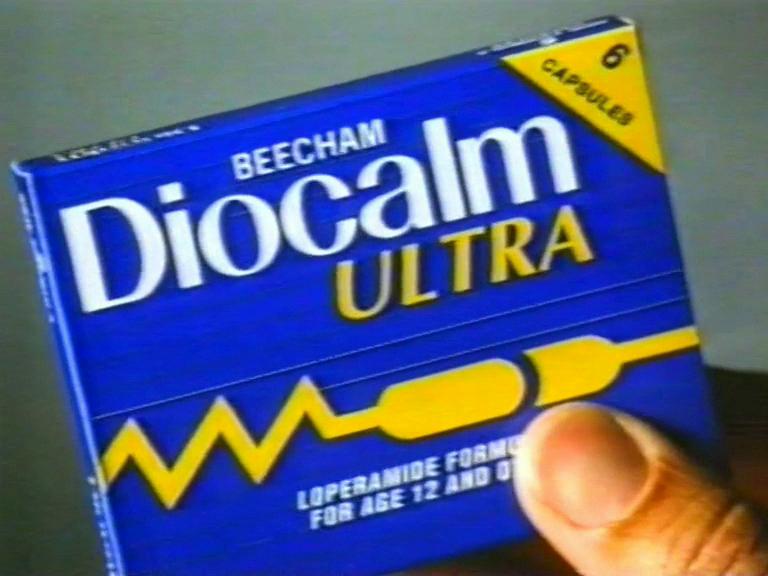 6
CAPSULES
BEECHAM
Diocalm
ULTRA
LOPERAMIDE
FOR AGE 12 AND